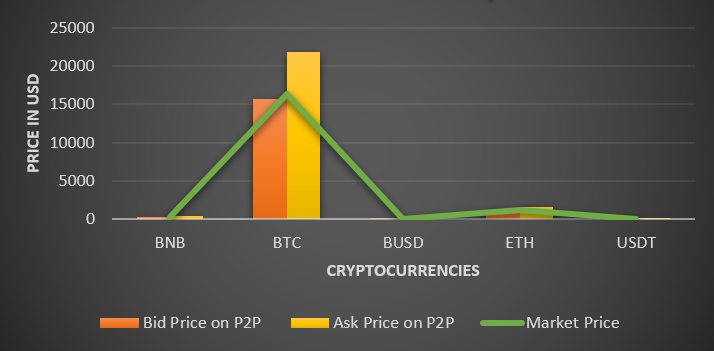 25000
20000
15000
10000
5000
0
PRICE IN USD
BNB BTC BUSD ETH USDT
CRYPTOCURRENCIES
Bid Price on P2P Ask Price on P2P Market Price